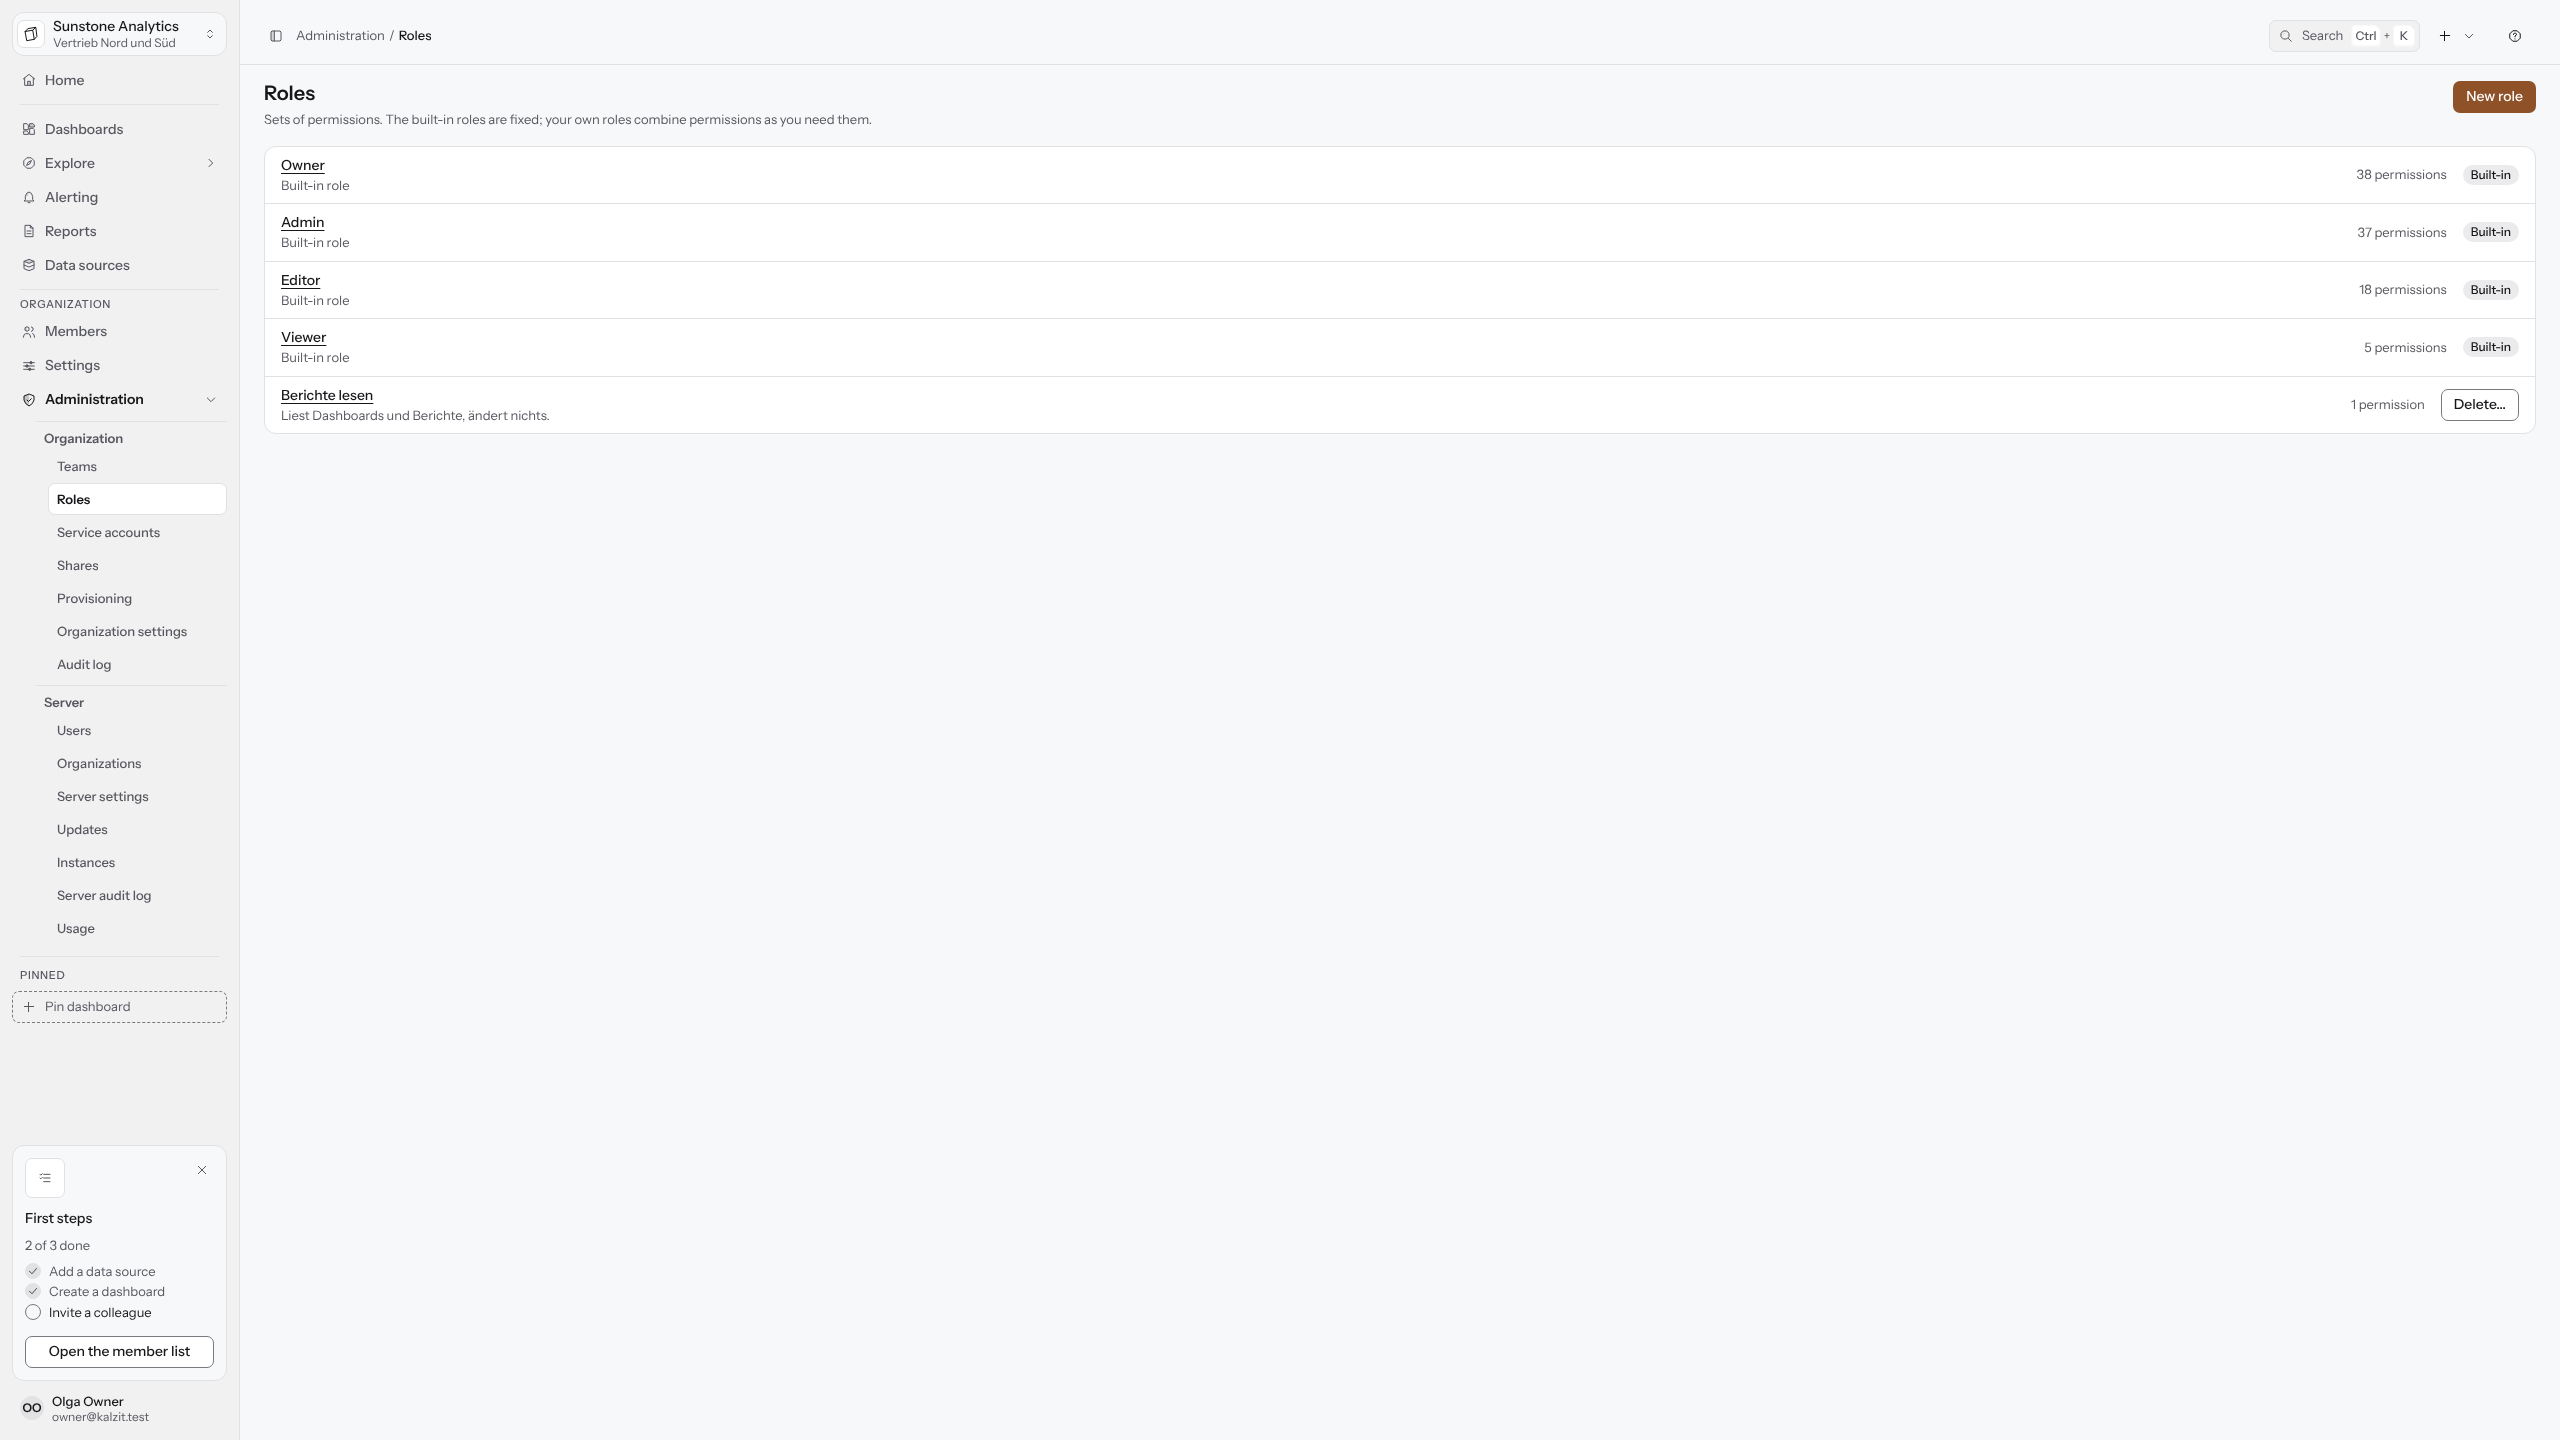 Sunstone Analytics
Vertrieb Nord und Süd
Home
Dashboards
Explore
Alerting
Reports
Data sources
ORGANIZATION
Members
Settings
Administration
Organization
Teams
Roles
Service accounts
Shares
Provisioning
Organization settings
Audit log
Server
Users
Organizations
Server settings
Updates
Instances
Server audit log
Usage
PINNED
Pin dashboard
First steps
2 of 3 done
Add a data source
Create a dashboard
Invite a colleague
Open the member list
OO
Olga Owner
owner@kalzit.test
Administration / Roles
Search Ctrl + K
Roles
New role
Sets of permissions. The built-in roles are fixed; your own roles combine permissions as you need them.
Owner
Built-in role
38 permissions Built-in
Admin
Built-in role
37 permissions Built-in
Editor
Built-in role
18 permissions Built-in
Viewer
Built-in role
5 permissions Built-in
Berichte lesen
Liest Dashboards und Berichte, ändert nichts.
1 permission Delete...